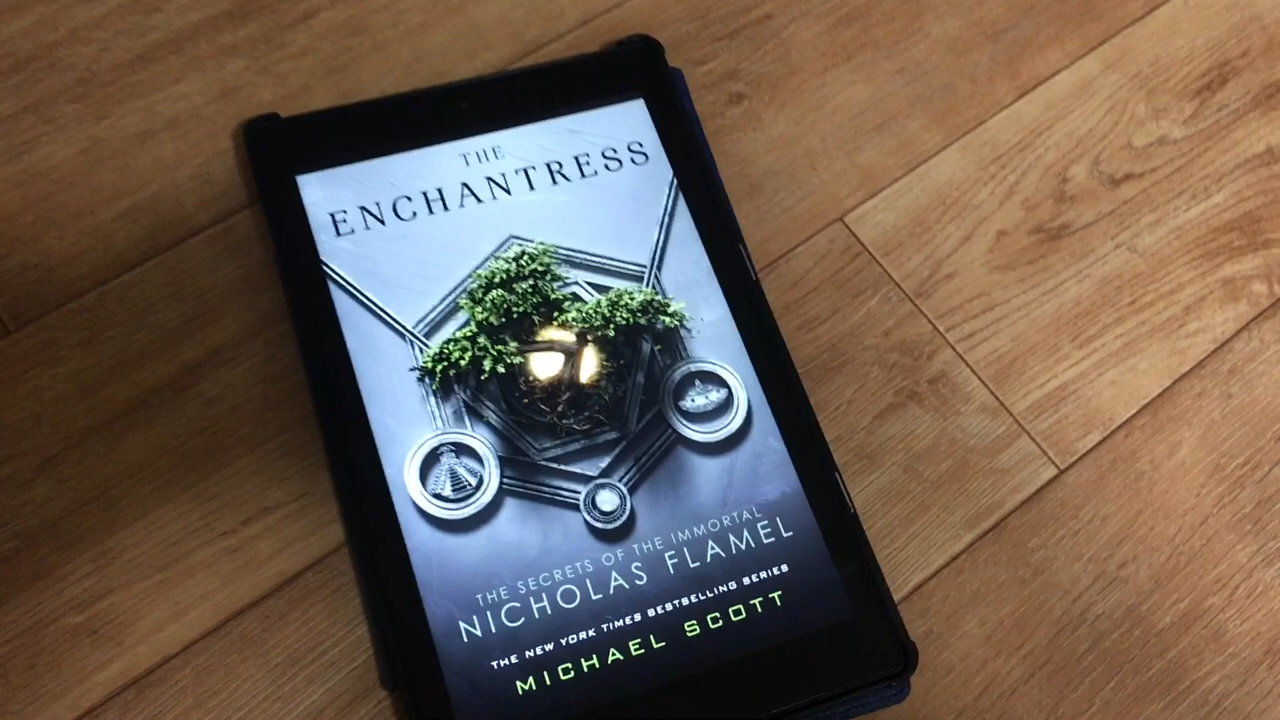 THE
ENCHANTRESS
THE SECRETS OF THE IMMORTAL
NICHOLAS FLAMEL
THE NEW YORK TIMES BESTSELLING SERIES
MICHAEL SCOTT